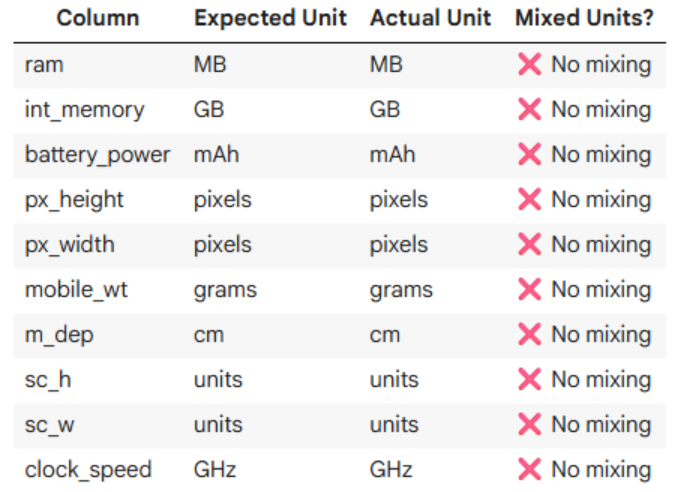 Column Expected Unit Actual Unit Mixed Units?
ram MB MB ❌ No mixing
int_memory GB GB ❌ No mixing
battery_power mAh mAh ❌ No mixing
px_height pixels pixels ❌ No mixing
px_width pixels pixels ❌ No mixing
mobile_wt grams grams ❌ No mixing
m_dep cm cm ❌ No mixing
sc_h units units ❌ No mixing
sc_w units units ❌ No mixing
clock_speed GHz GHz ❌ No mixing